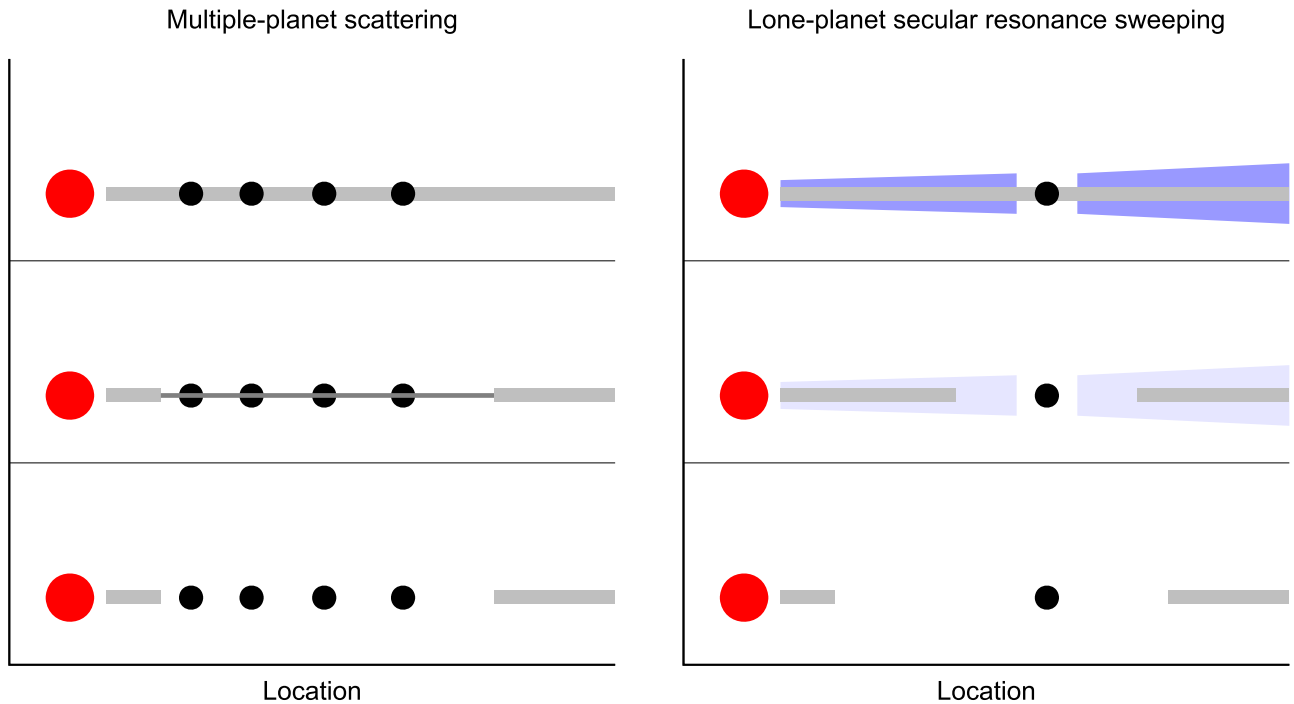 Multiple-planet scattering
Lone-planet secular resonance sweeping
Location
Location